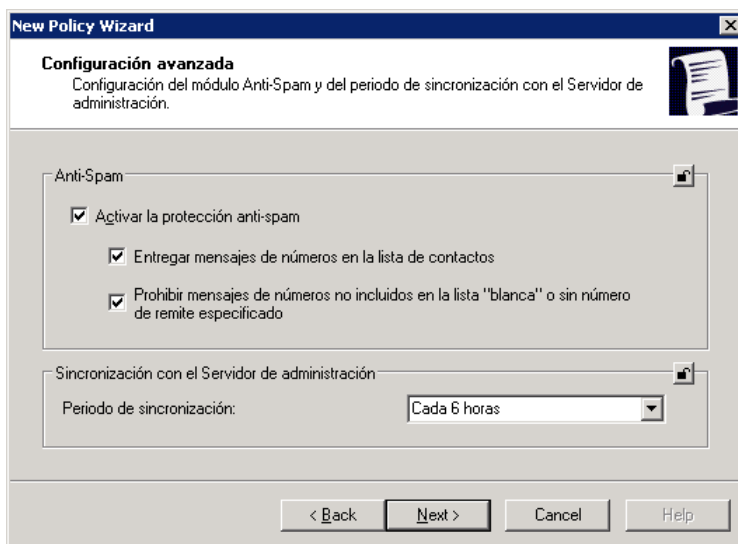 New Policy Wizard
Configuración avanzada
Configuración del módulo Anti-Spam y del periodo de sincronización con el Servidor de
administración.
Anti-Spam
Activar la protección anti-spam
Entregar mensajes de números en la lista de contactos
Prohibir mensajes de números no incluidos en la lista "blanca" o sin número
de remite especificado
Sincronización con el Servidor de administración
Periodo de sincronización:
Cada 6 horas
< Back
Next >
Cancel
Help